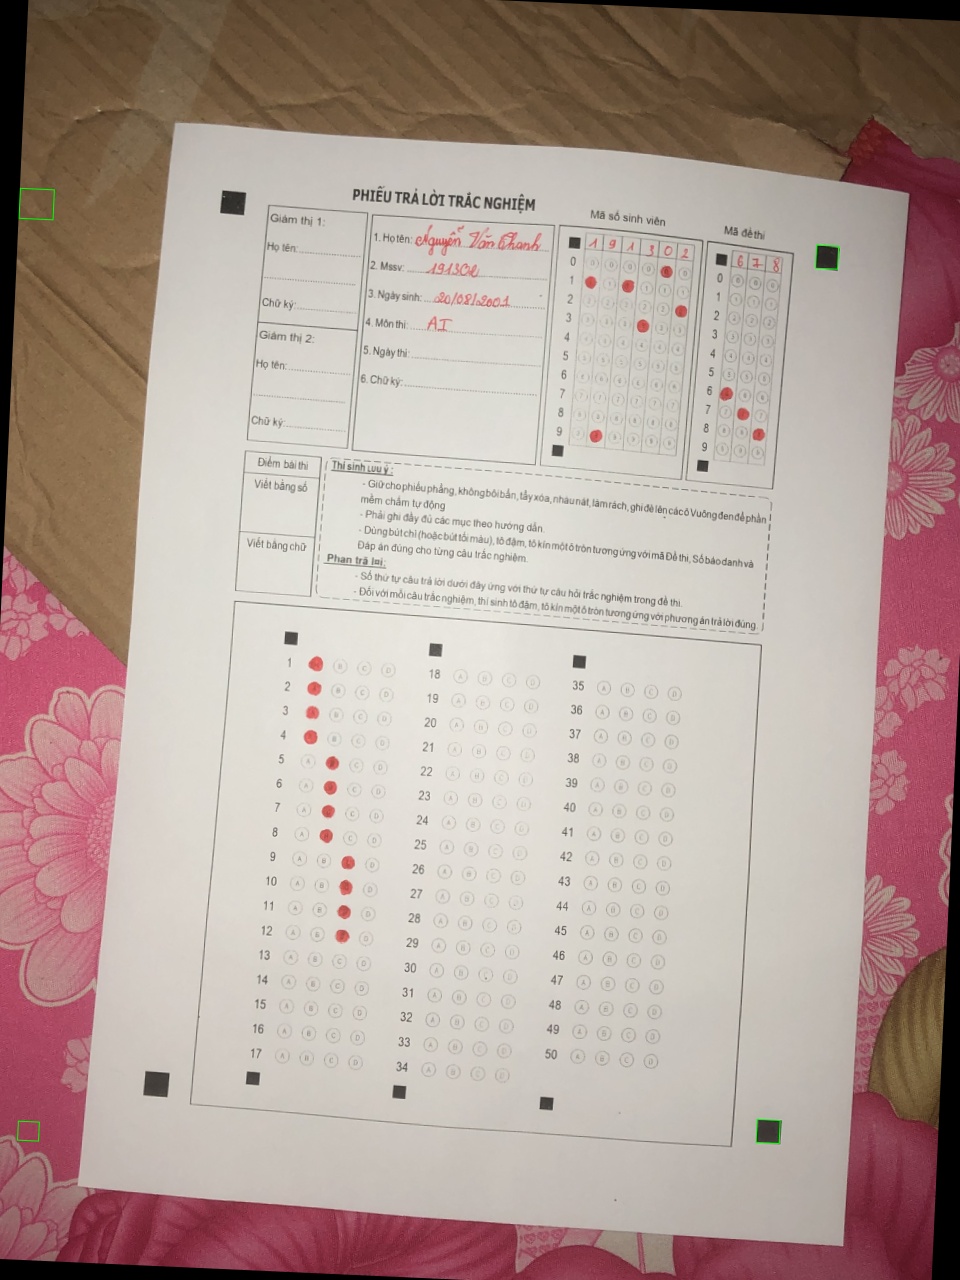 PHIẾU TRẢ LỜI TRẮC NGHIỆM
Giám thị 1:
Họ tên:
Chữ ký:
Giám thị 2:
Họ tên:
Chữ ký:
1. Họ tên: Nguyễn Văn Thanh
2. Mssv:
3. Ngày sinh: 20/08/2001
4. Môn thi: AI
5. Ngày thi:
6. Chữ ký:
Mã số sinh viên
1 9 1 3 0 2
0
1
2
3
4
5
6
7
8
9
Mã đề thi
6 7 8
0
1
2
3
4
5
6
7
8
9
Điểm bài thi
Viết bằng số
Viết bằng chữ
Thí sinh lưu ý:
- Giữ cho phiếu phẳng, không bôi bẩn, tẩy xóa, nhàu nát, làm rách, ghi đè lên các ô Vuông đen để phần
mềm chấm tự động
- Phải ghi đầy đủ các mục theo hướng dẫn.
- Dùng bút chì (hoặc bút tối màu), tô đậm, tô kín một ô tròn tương ứng với mã Đề thi, Số báo danh và
Đáp án đúng cho từng câu trắc nghiệm.
Phần trả lời:
- Số thứ tự câu trả lời dưới đây ứng với thứ tự câu hỏi trắc nghiệm trong đề thi.
- Đối với mỗi câu trắc nghiệm, thí sinh tô đậm, tô kín một ô tròn tương ứng với phương án trả lời đúng.
1 B C D
2 B C D
3 B C D
4 B C D
5 A C D
6 A C D
7 A C D
8 A C D
9 A B D
10 A B D
11 A B D
12 A B D
13 A B C D
14 A B C D
15 A B C D
16 A B C D
17 A B C D
18 A B C D
19 A B C D
20 A B C D
21 A B C D
22 A B C D
23 A B C D
24 A B C D
25 A B C D
26 A B C D
27 A B C D
28 A B C D
29 A B C D
30 A B C D
31 A B C D
32 A B C D
33 A B C D
34 A B C D
35 A B C D
36 A B C D
37 A B C D
38 A B C D
39 A B C D
40 A B C D
41 A B C D
42 A B C D
43 A B C D
44 A B C D
45 A B C D
46 A B C D
47 A B C D
48 A B C D
49 A B C D
50 A B C D